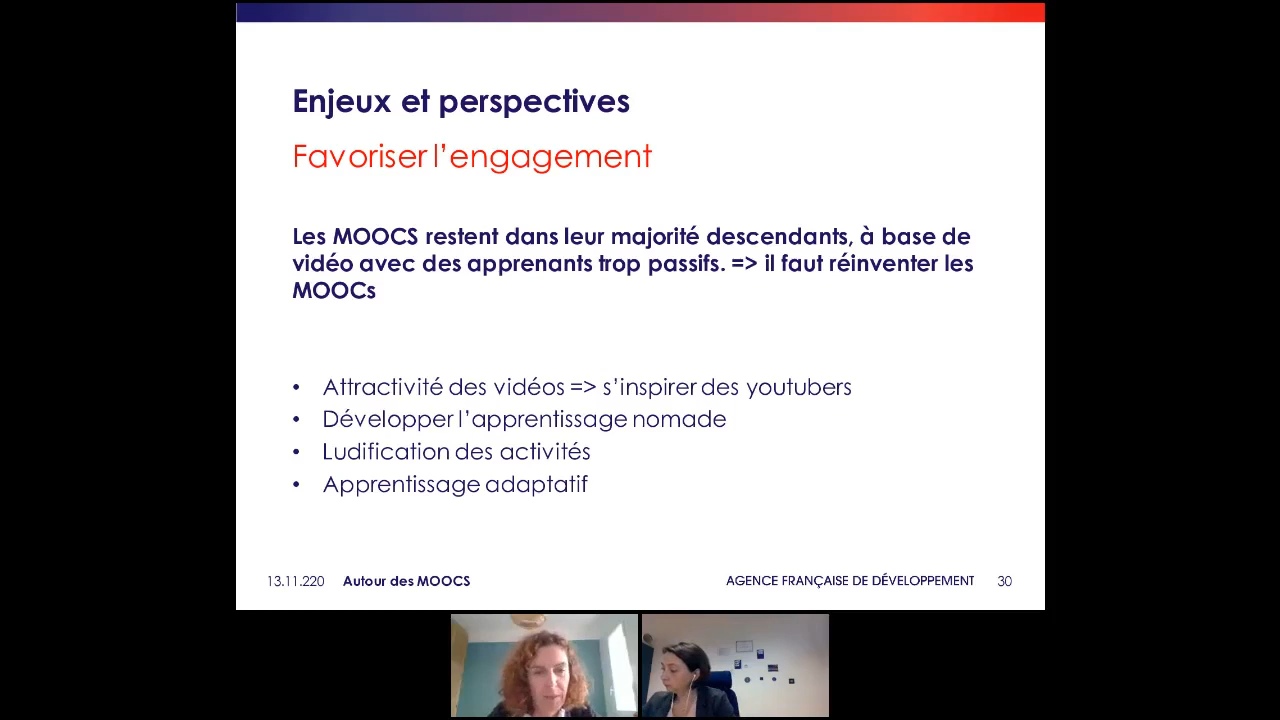 Enjeux et perspectives
Favoriser l'engagement
Les MOOCS restent dans leur majorité descendants, à base de
vidéo avec des apprenants trop passifs. => il faut réinventer les
MOOCs
• Attractivité des vidéos => s'inspirer des youtubers
• Développer l'apprentissage nomade
• Ludification des activités
• Apprentissage adaptatif
13.11.220 Autour des MOOCS AGENCE FRANÇAISE DE DÉVELOPPEMENT 30